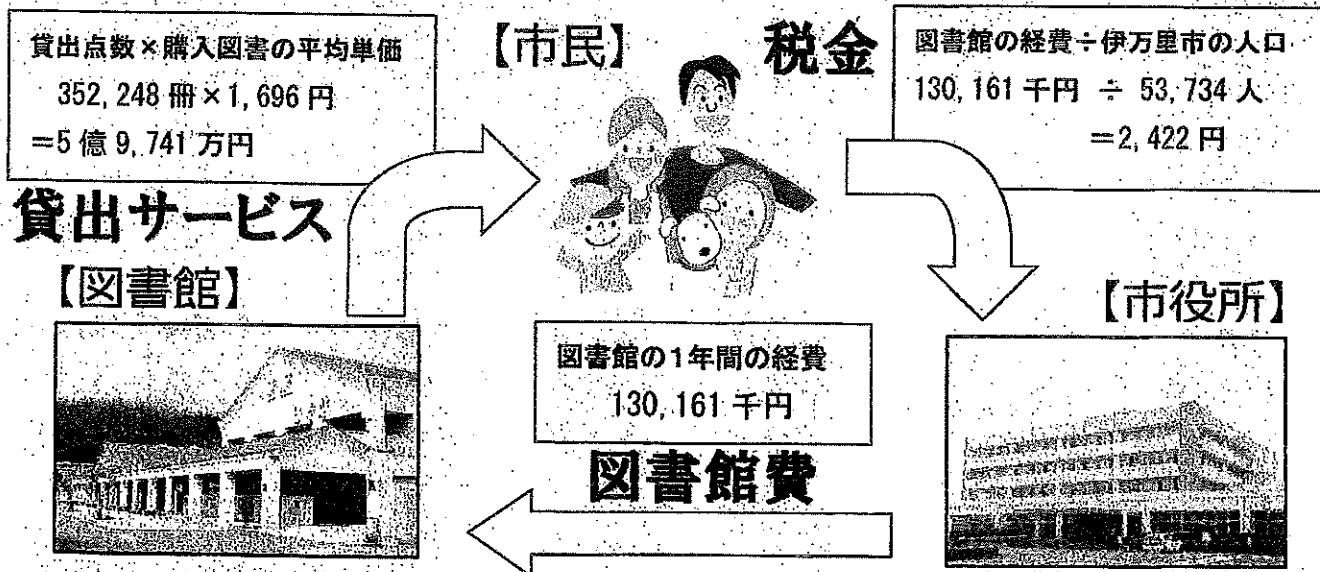 貸出点数×購入図書の平均単価
352,248冊×1,696円
=5億9,741万円
【市民】
税金
図書館の経費÷伊万里市の人口
130,161千円 ÷ 53,734人
=2,422円
貸出サービス
【図書館】
【市役所】
図書館の1年間の経費
130,161千円
図書館費